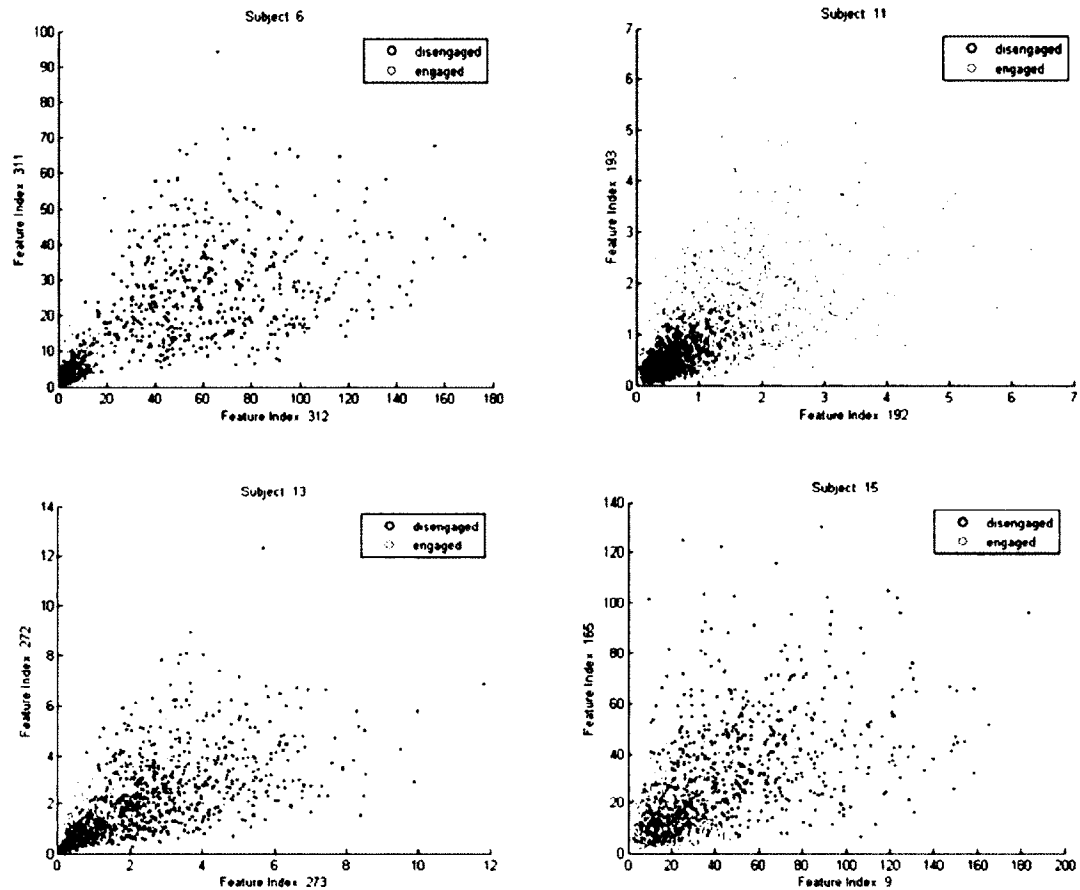 Subject 6
100
90
80
70
60
50
40
30
20
10
0
Feature Index 311
disengaged
engaged
0 20 40 60 80 100 120 140 160 180
Feature Index 312
Subject 11
7
6
5
4
3
2
1
0
Feature Index 193
disengaged
engaged
0 1 2 3 4 5 6 7
Feature Index 192
Subject 13
14
12
10
8
6
4
2
0
Feature Index 272
disengaged
engaged
0 2 4 6 8 10 12
Feature Index 273
Subject 15
140
120
100
80
60
40
20
0
Feature Index 165
disengaged
engaged
0 20 40 60 80 100 120 140 160 180 200
Feature Index 9